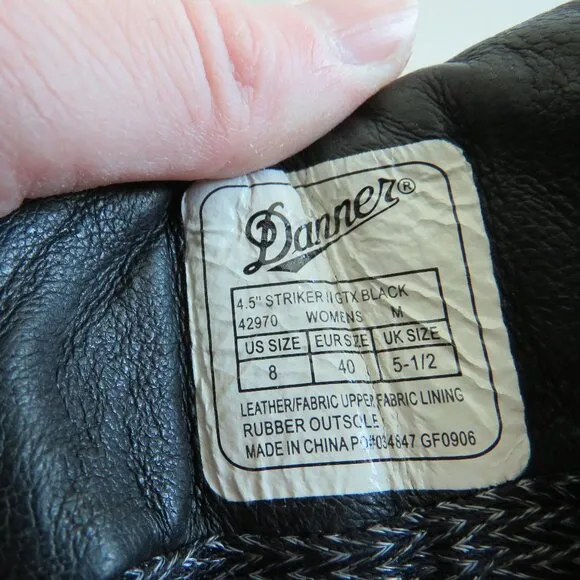 Danner®
4.5" STRIKER II GTX BLACK
42970 WOMENS M
US SIZE EUR SIZE UK SIZE
8 40 5-1/2
LEATHER/FABRIC UPPER FABRIC LINING
RUBBER OUTSOLE
MADE IN CHINA PO#034647 GF0906